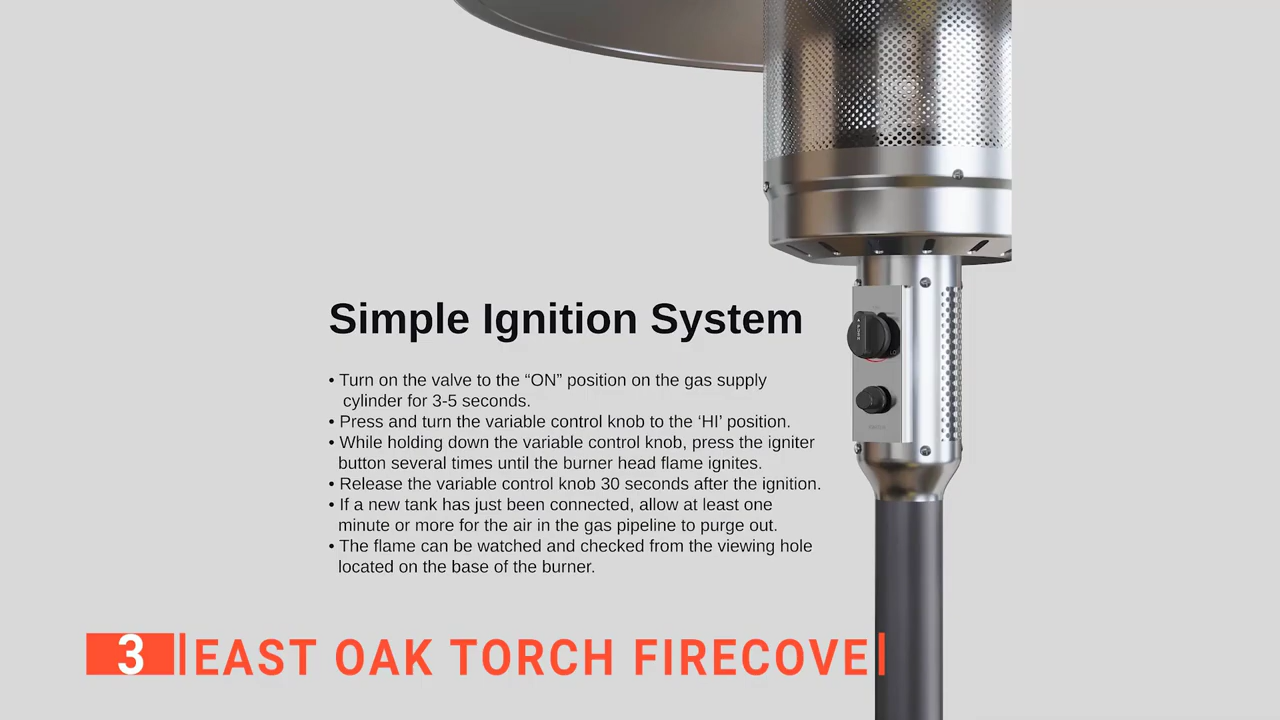 Simple Ignition System
• Turn on the valve to the “ON” position on the gas supply
cylinder for 3-5 seconds.
• Press and turn the variable control knob to the ‘HI’ position.
• While holding down the variable control knob, press the igniter
button several times until the burner head flame ignites.
• Release the variable control knob 30 seconds after the ignition.
• If a new tank has just been connected, allow at least one
minute or more for the air in the gas pipeline to purge out.
• The flame can be watched and checked from the viewing hole
located on the base of the burner.
3 EAST OAK TORCH FIRECOVE